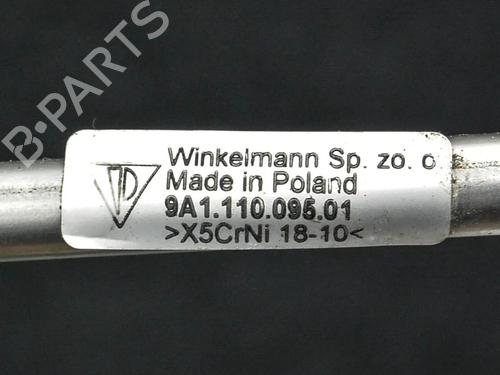 B-PARTS
Winkelmann Sp. zo. o
Made in Poland
9A1.110.095.01
>X5CrNi 18-10<